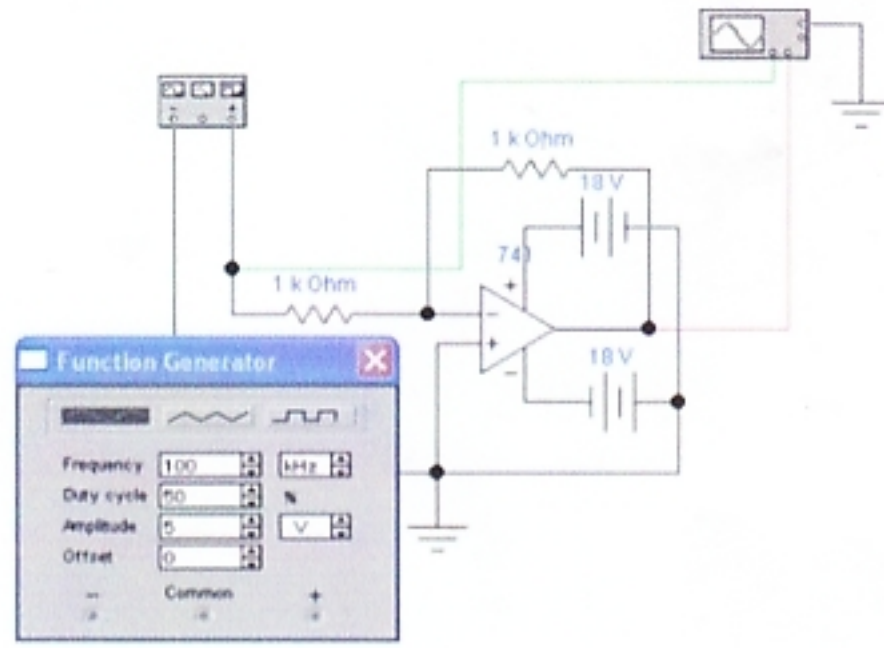 1 k Ohm
18 V
741
1 k Ohm
18 V
Function Generator
Frequency 100 kHz
Duty cycle 50 %
Amplitude 5 V
Offset 0
- Common +